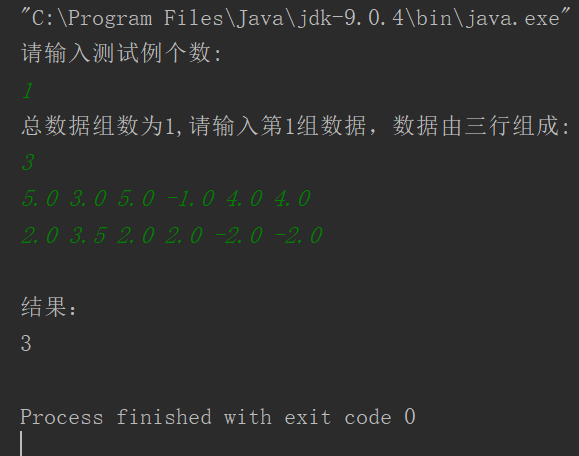 "C:\Program Files\Java\jdk-9.0.4\bin\java.exe"
请输入测试例个数:
1
总数据组数为1,请输入第1组数据，数据由三行组成:
3
5.0 3.0 5.0 -1.0 4.0 4.0
2.0 3.5 2.0 2.0 -2.0 -2.0
结果：
3
Process finished with exit code 0